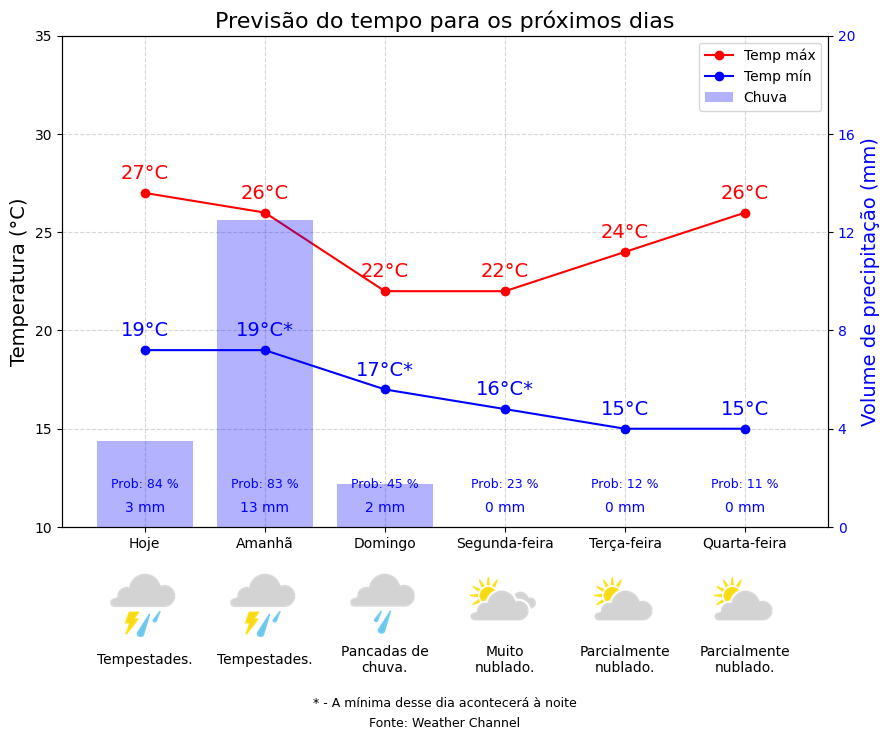 Previsão do tempo para os próximos dias
Temperatura (°C)
Volume de precipitação (mm)
35
30
25
20
15
10
20
16
12
8
4
0
Temp máx
Temp mín
Chuva
27°C
26°C
22°C
22°C
24°C
26°C
19°C
19°C*
17°C*
16°C*
15°C
15°C
Prob: 84 %
Prob: 83 %
Prob: 45 %
Prob: 23 %
Prob: 12 %
Prob: 11 %
3 mm
13 mm
2 mm
0 mm
0 mm
0 mm
Hoje
Amanhã
Domingo
Segunda-feira
Terça-feira
Quarta-feira
Tempestades.
Tempestades.
Pancadas de
chuva.
Muito
nublado.
Parcialmente
nublado.
Parcialmente
nublado.
* - A mínima desse dia acontecerá à noite
Fonte: Weather Channel